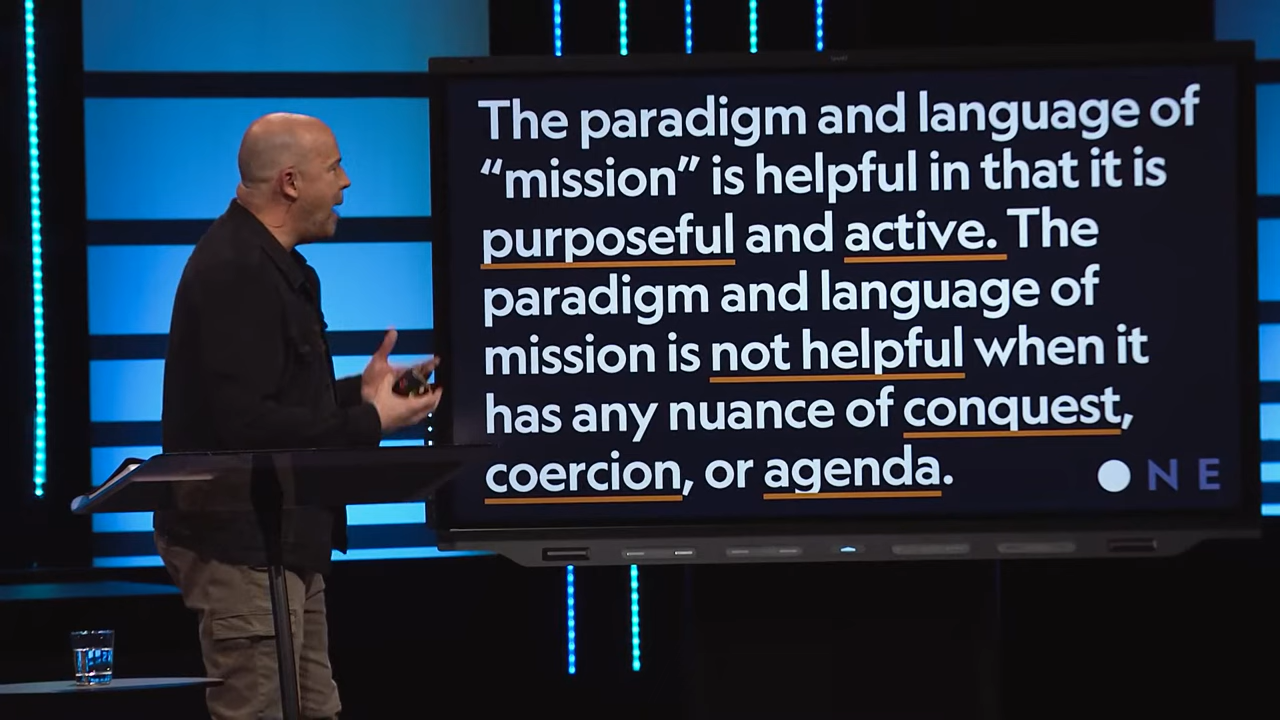 The paradigm and language of
“mission” is helpful in that it is
purposeful and active. The
paradigm and language of
mission is not helpful when it
has any nuance of conquest,
coercion, or agenda.
ONE